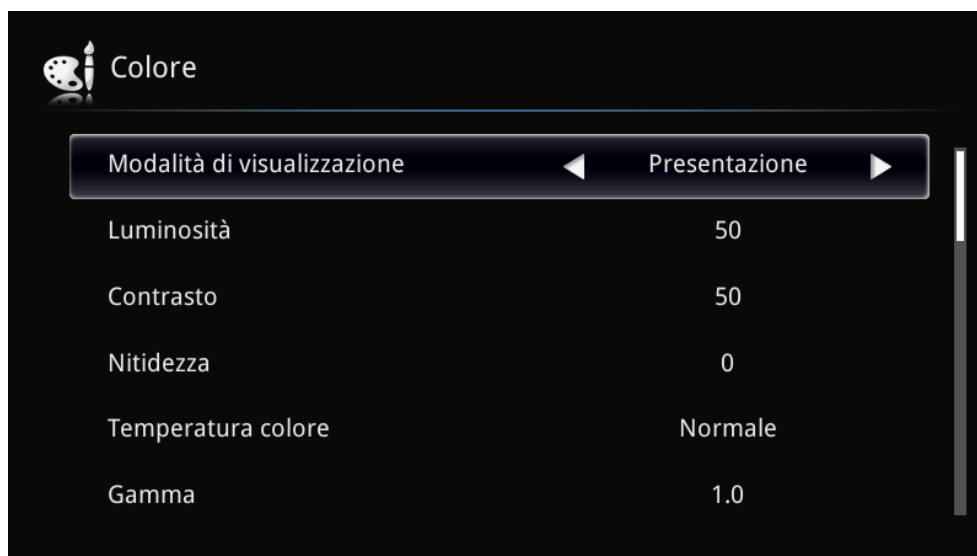 Colore
Modalità di visualizzazione Presentazione
Luminosità 50
Contrasto 50
Nitidezza 0
Temperatura colore Normale
Gamma 1.0